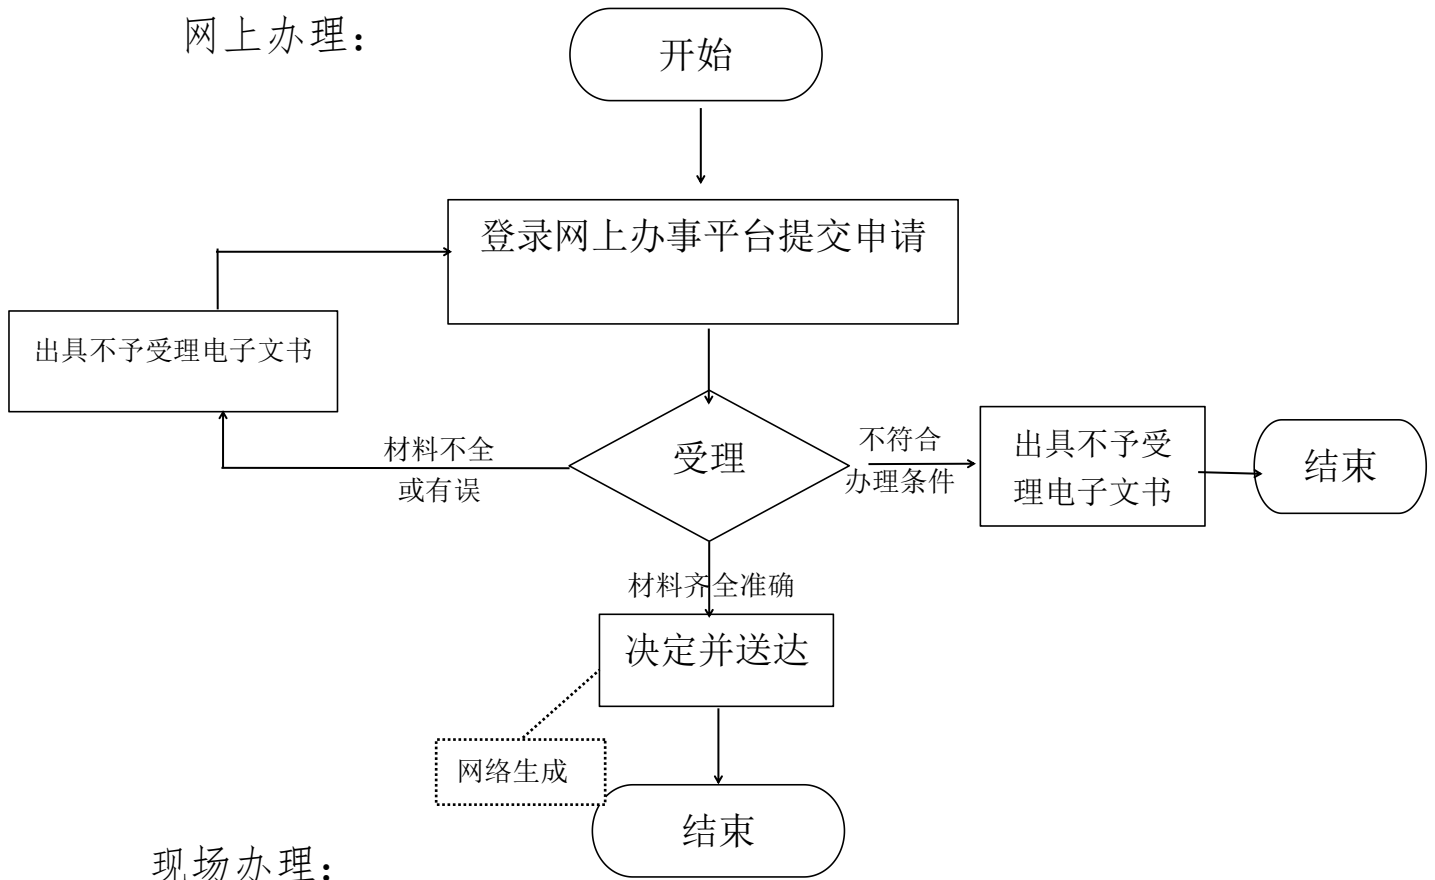 网上办理：
开始
登录网上办事平台提交申请
出具不予受理电子文书
材料不全
或有误
受理
不符合
办理条件
出具不予受
理电子文书
结束
材料齐全准确
决定并送达
网络生成
结束
现场办理：